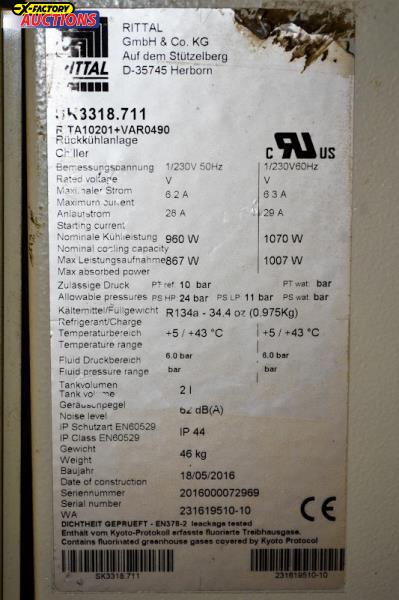 EX-FACTORY
AUCTIONS
RITTAL
RITTAL
GmbH & Co. KG
Auf dem Stützelberg
D-35745 Herborn
SK3318.711
TA10201+VAR0490
Rückkühlanlage
Chiller
C RU US
Bemessungspannung 1/230V 50Hz 1/230V60Hz
Rated voltage V V
Maximaler Strom 6.2 A 6.3 A
Maximum current
Anlaufstrom 28 A 29 A
Starting current
Nominale Kühlleistung 960 W 1070 W
Nominal cooling capacity
Max Leistungsaufnahme 867 W 1007 W
Max absorbed power
Zulässige Druck PT ref: 10 bar PT wat: bar
Allowable pressures PS HP: 24 bar PS LP: 11 bar PS wat: bar
Kältemittel/Füllgewicht R134a - 34.4 oz (0.975Kg)
Refrigerant/Charge
Temperaturbereich +5 / +43 °C +5 / +43 °C
Temperature range
Fluid Druckbereich 6.0 bar 6.0 bar
Fluid-pressure range bar bar
Tankvolumen 2 l
Tank volume
Geräuschpegel 62 dB(A)
Noise level
IP Schutzart EN60529 IP 44
IP Class EN60529
Gewicht 46 kg
Weight
Baujahr 18/05/2016
Date of construction
Seriennummer 2016000072969
Serial number
WA 231619510-10
CE
DICHTHEIT GEPRUEFT - EN378-2 leackage tested
Enthält vom Kyoto-Protokoll erfasste fluorierte Treibhausgase.
Contains fluorinated greenhouse gases covered by Kyoto Protocol
SK3318.711 231619510-10